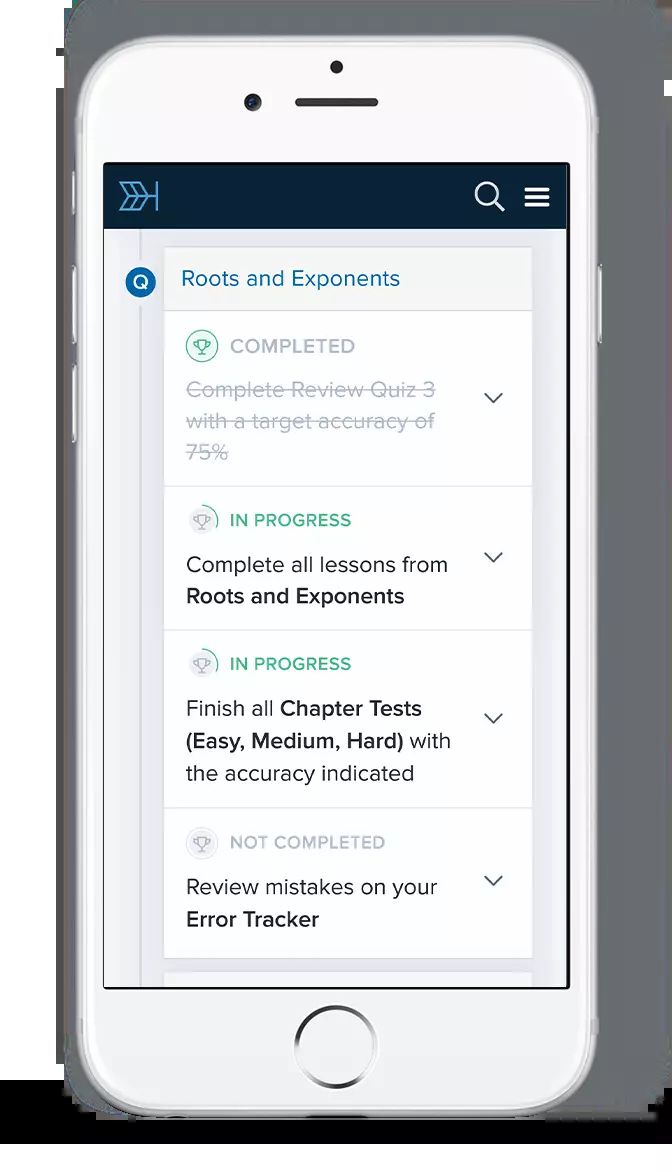 Q
Roots and Exponents
COMPLETED
Complete Review Quiz 3
with a target accuracy of
75%
IN PROGRESS
Complete all lessons from
Roots and Exponents
IN PROGRESS
Finish all Chapter Tests
(Easy, Medium, Hard) with
the accuracy indicated
NOT COMPLETED
Review mistakes on your
Error Tracker